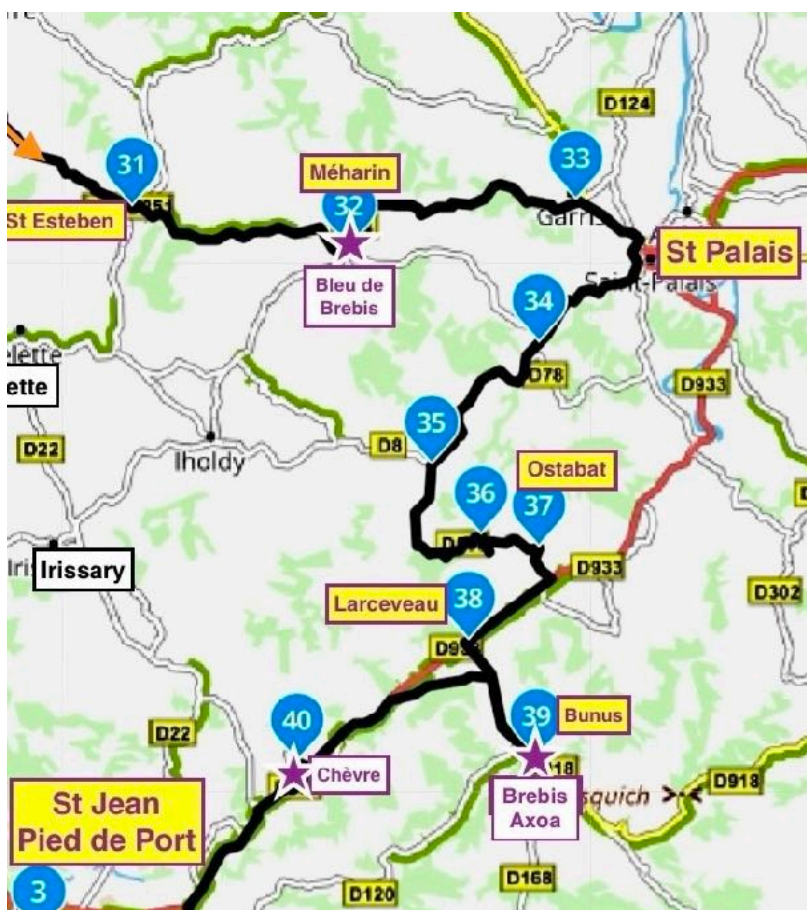 D124
31
33
Méharin
32
Garris
St Esteben
St Palais
Saint-Palais
Bleu de
Brebis
34
D78
D933
ette
35
D8
D22
Iholdy
Ostabat
36
37
Irissary
D933
Larceveau
38
D302
40
39
Bunus
D22
Chèvre
D918
St Jean
Pied de Port
Brebis
Axoa
3
D120
D168